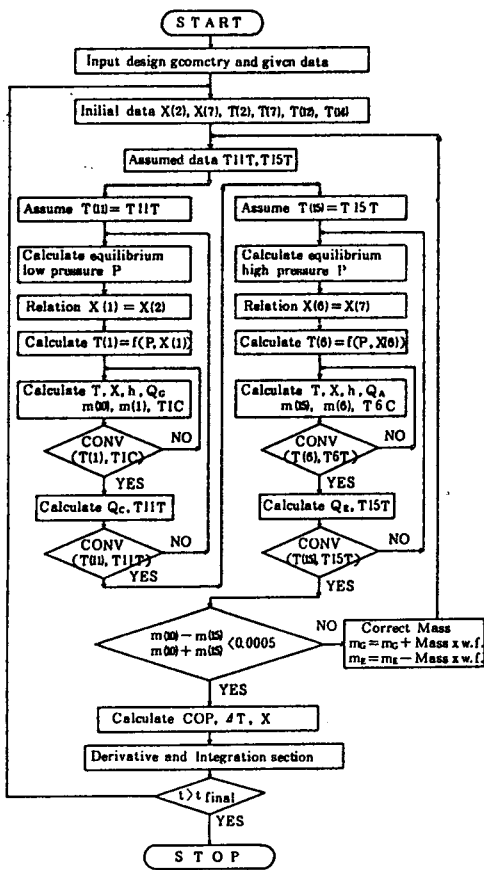 START
Input design geometry and given data
Inilial data X(2), X(7), T(2), T(7), T(12), T(14)
Assumed data T11T, T15T
Assume T(11)= T11T
Calculate equilibrium
low pressure P
Relation X(1) = X(2)
Calculate T(1)=f(P, X(1))
Calculate T, X, h, QG
m(10), m(1), T1C
CONV
(T(1), T1C)
NO
YES
Calculate QC, T11T
CONV
(T(11), T11T)
NO
YES
Assume T(15)= T15T
Calculate equilibrium
high pressure P
Relation X(6)=X(7)
Calculate T(6)=f(P, X(6))
Calculate T, X, h, QA
m(15), m(6), T6C
CONV
(T(6), T6T)
NO
YES
Calculate QE, T15T
CONV
(T(15), T15T)
NO
YES
m(10) − m(15)
m(10) + m(15)
<0.0005
NO
Correct Mass
mG = mG + Mass x w.f.
mE = mE − Mass x w.f.
YES
Calculate COP, ΔT, X
Derivative and Integration section
t>t final
YES
STOP